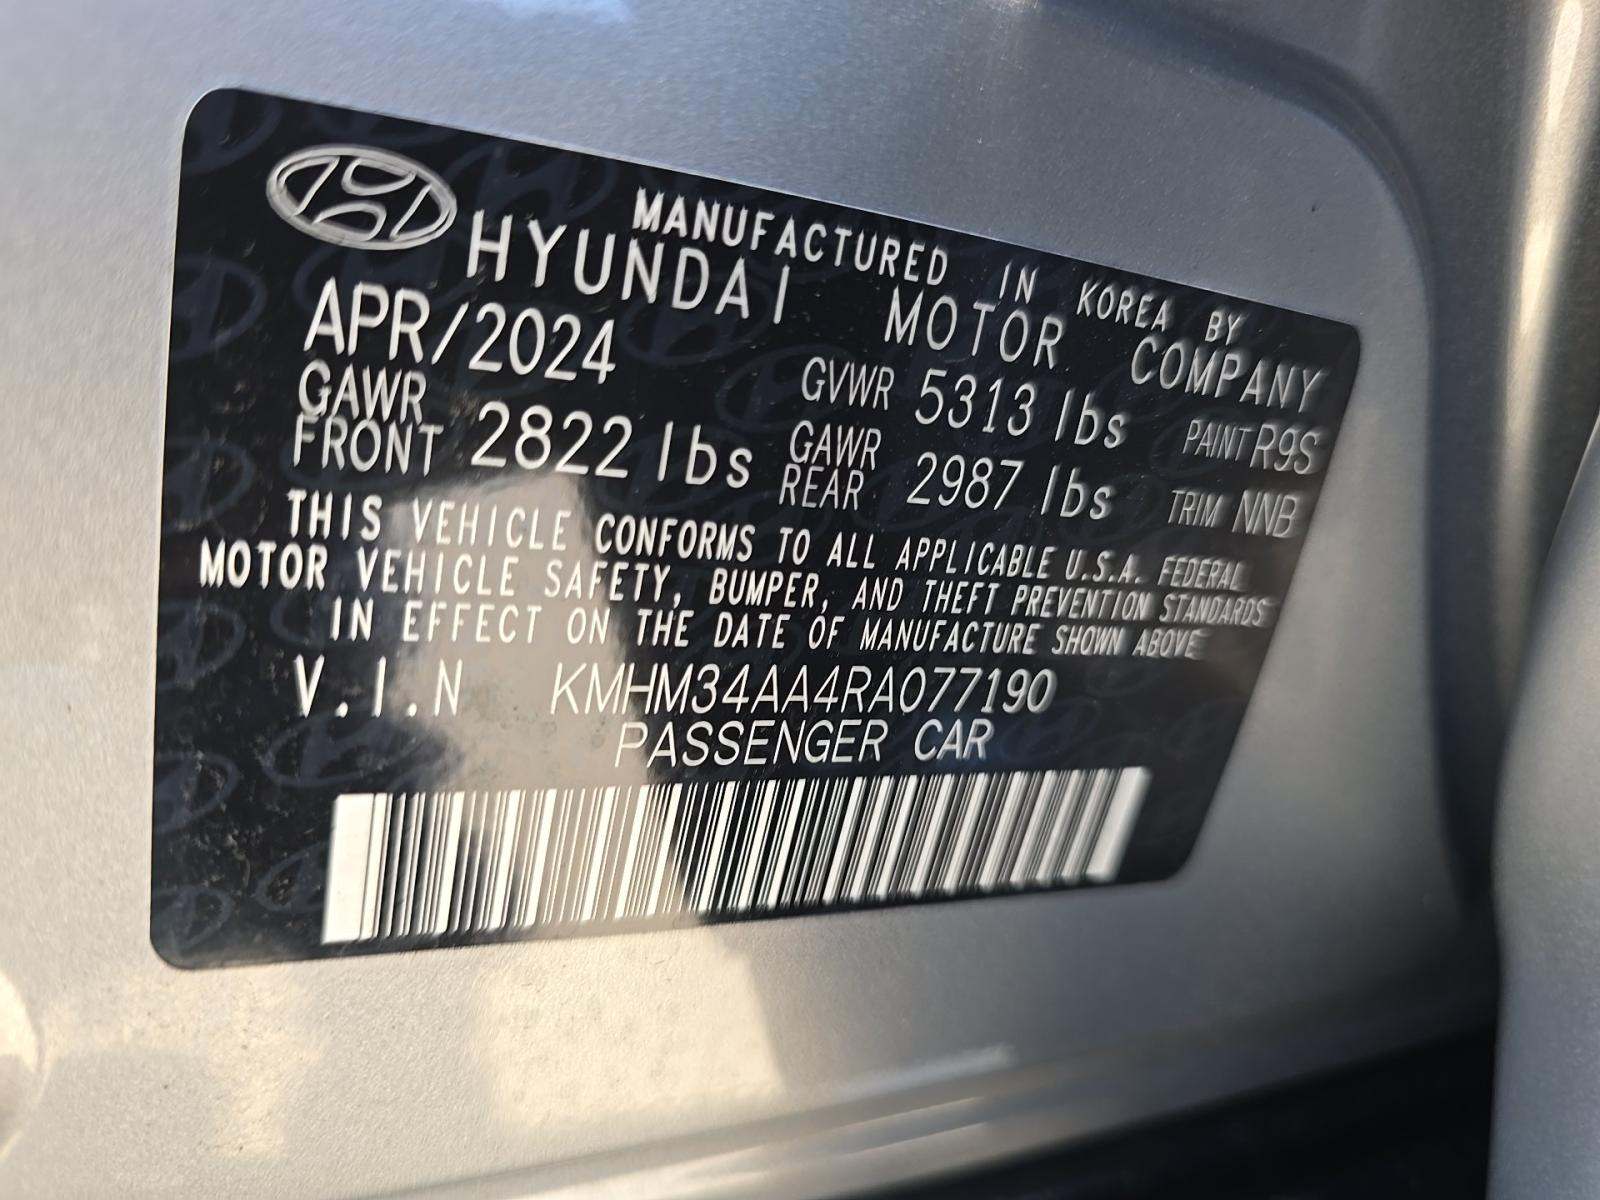 MANUFACTURED IN KOREA BY
HYUNDAI MOTOR COMPANY
APR/2024 GVWR 5313 lbs PAINT R9S
GAWR FRONT 2822 lbs GAWR REAR 2987 lbs TRIM NNB
THIS VEHICLE CONFORMS TO ALL APPLICABLE U.S.A. FEDERAL
MOTOR VEHICLE SAFETY, BUMPER, AND THEFT PREVENTION STANDARDS
IN EFFECT ON THE DATE OF MANUFACTURE SHOWN ABOVE
V.I.N KMHM34AA4RA077190
PASSENGER CAR